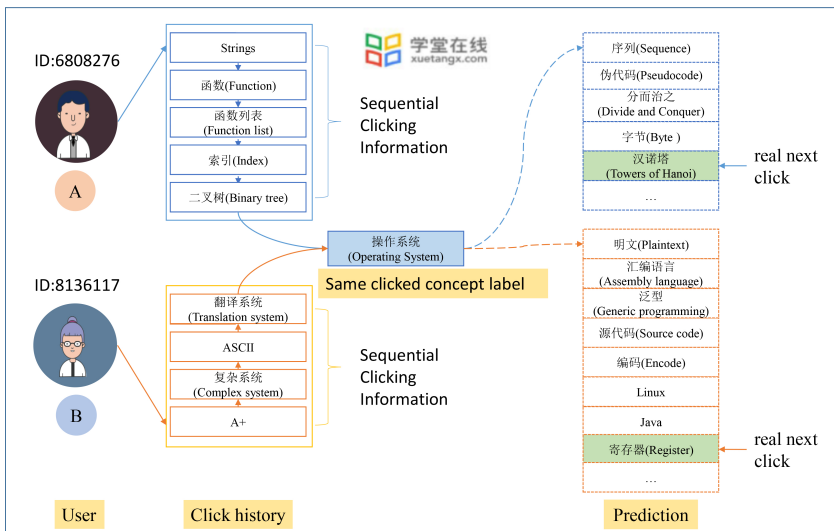 ID:6808276
A
Strings
函数(Function)
函数列表
(Function list)
索引(Index)
二叉树(Binary tree)
Sequential
Clicking
Information
学堂在线
xuetangx.com
序列(Sequence)
伪代码(Pseudocode)
分而治之
(Divide and Conquer)
字节(Byte )
汉诺塔
(Towers of Hanoi)
…
real next
click
操作系统
(Operating System)
Same clicked concept label
ID:8136117
B
翻译系统
(Translation system)
ASCII
复杂系统
(Complex system)
A+
Sequential
Clicking
Information
明文(Plaintext)
汇编语言
(Assembly language)
泛型
(Generic programming)
源代码(Source code)
编码(Encode)
Linux
Java
寄存器(Register)
…
real next
click
User
Click history
Prediction